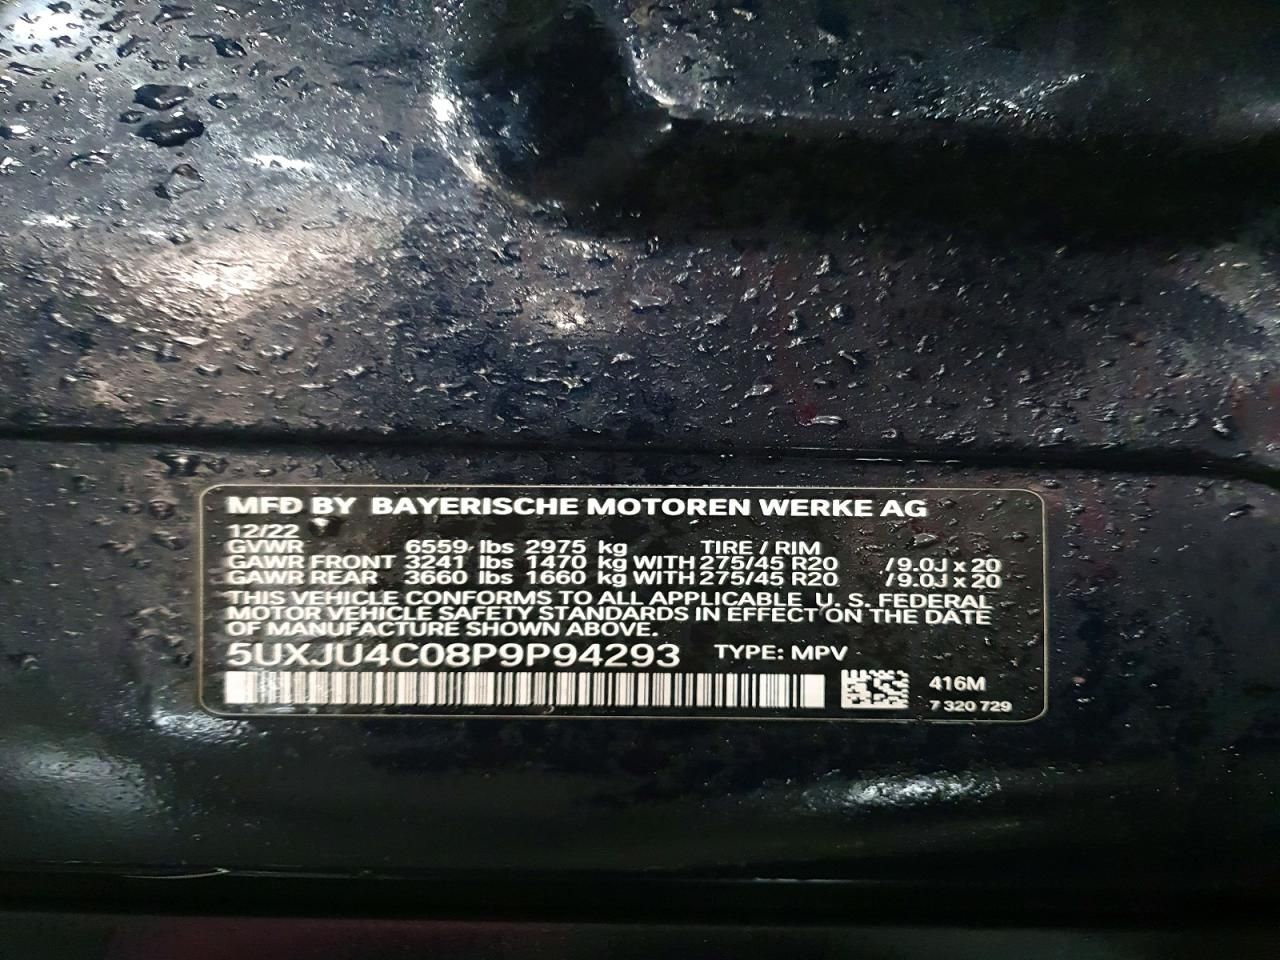 MFD BY BAYERISCHE MOTOREN WERKE AG
12/22
GVWR 6559 lbs 2975 kg TIRE / RIM
GAWR FRONT 3241 lbs 1470 kg WITH 275/45 R20 / 9.0J x 20
GAWR REAR 3660 lbs 1660 kg WITH 275/45 R20 / 9.0J x 20
THIS VEHICLE CONFORMS TO ALL APPLICABLE U. S. FEDERAL
MOTOR VEHICLE SAFETY STANDARDS IN EFFECT ON THE DATE
OF MANUFACTURE SHOWN ABOVE.
5UXJU4C08P9P94293 TYPE: MPV
416M
7 320 729